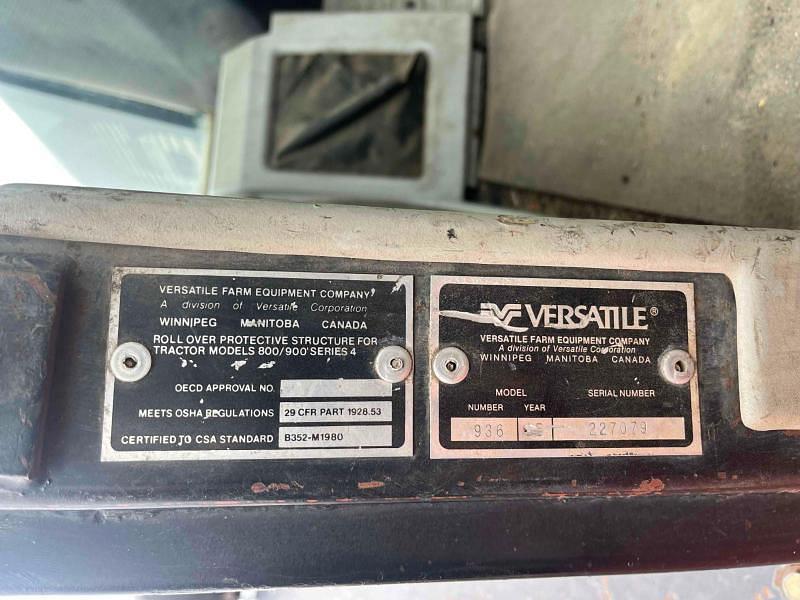 VERSATILE FARM EQUIPMENT COMPANY
A division of Versatile Corporation
WINNIPEG MANITOBA CANADA
ROLL OVER PROTECTIVE STRUCTURE FOR
TRACTOR MODELS 800/900 SERIES 4
OECD APPROVAL NO.
MEETS OSHA REGULATIONS 29 CFR PART 1928.53
CERTIFIED TO CSA STANDARD B352-M1980
VERSATILE®
VERSATILE FARM EQUIPMENT COMPANY
A division of Versatile Corporation
WINNIPEG MANITOBA CANADA
MODEL SERIAL NUMBER
NUMBER YEAR
936 227079